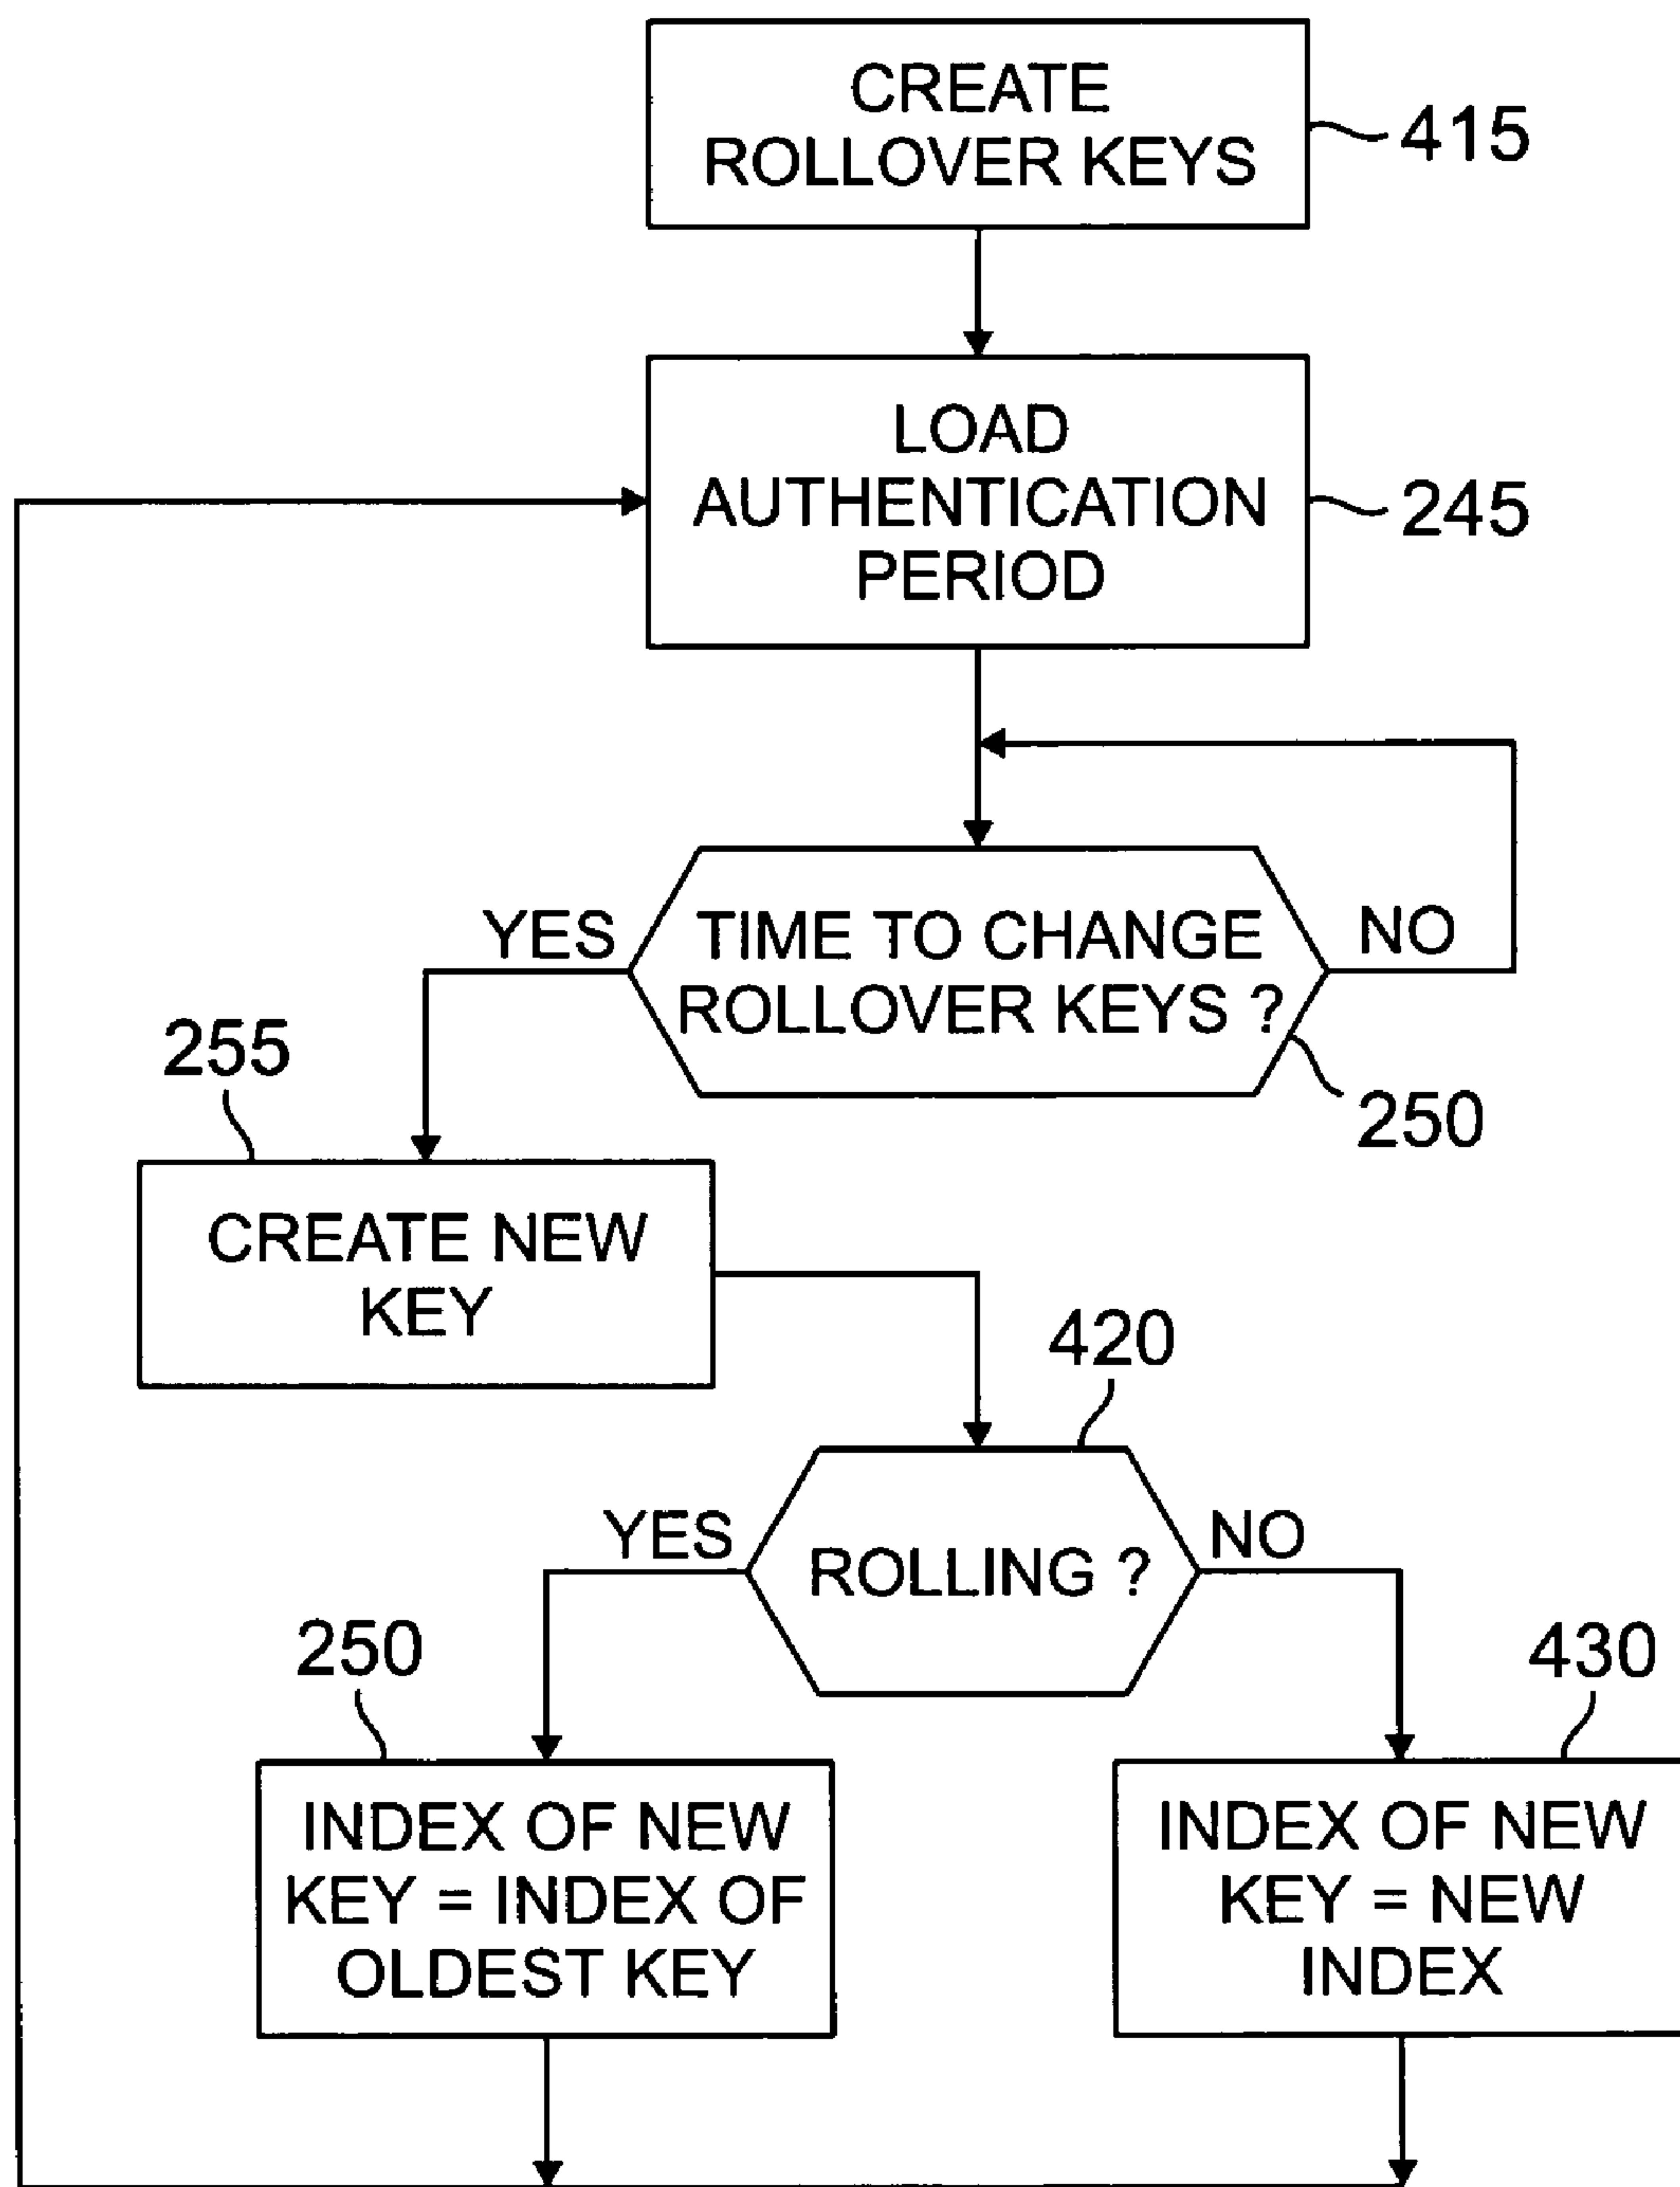 CREATE
ROLLOVER KEYS
415
LOAD
AUTHENTICATION
PERIOD
245
YES
TIME TO CHANGE
ROLLOVER KEYS ?
NO
250
255
CREATE NEW
KEY
420
YES
ROLLING ?
NO
250
430
INDEX OF NEW
KEY = INDEX OF
OLDEST KEY
INDEX OF NEW
KEY = NEW
INDEX